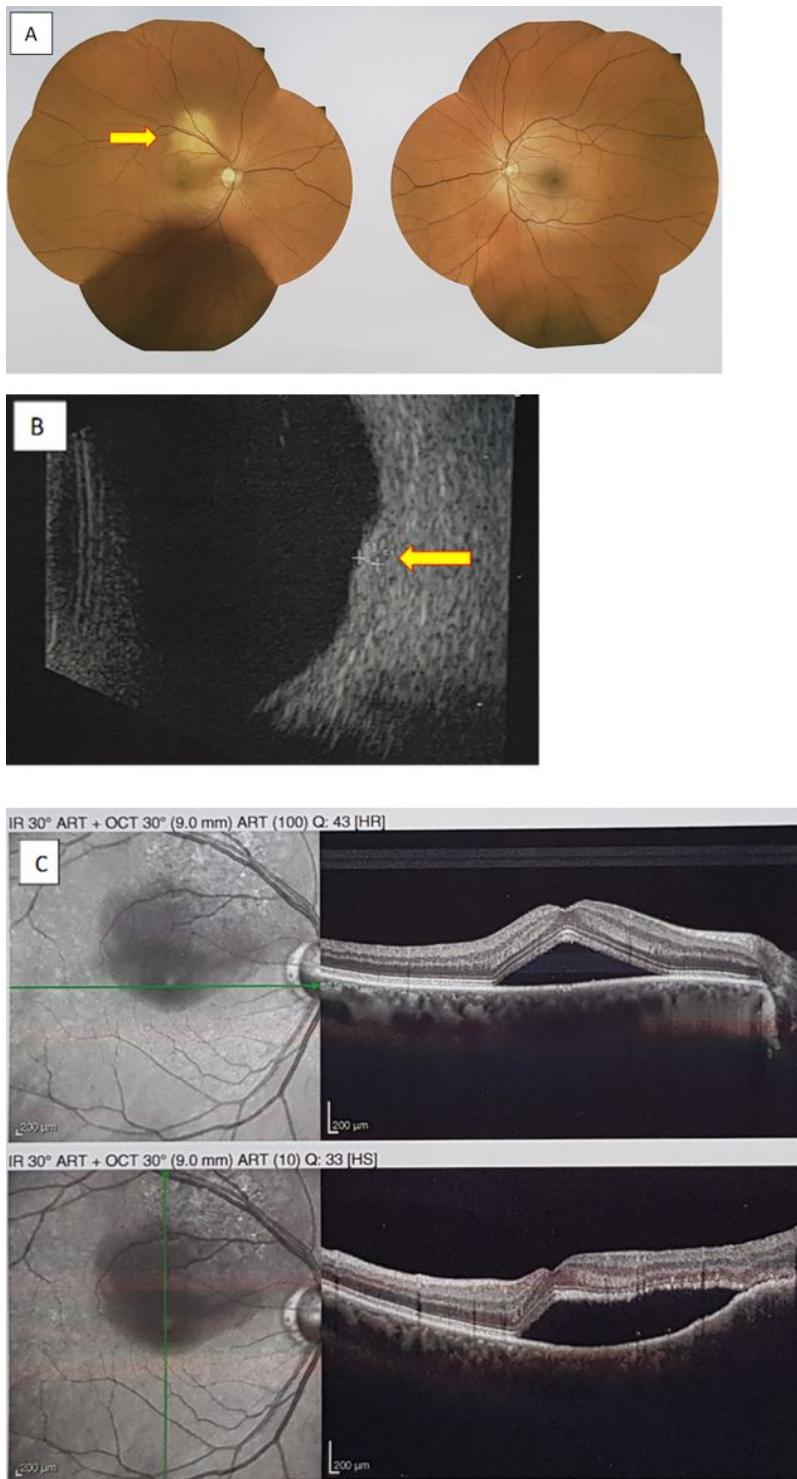 A
B
IR 30° ART + OCT 30° (9.0 mm) ART (100) Q: 43 [HR]
C
200 µm
200 µm
IR 30° ART + OCT 30° (9.0 mm) ART (10) Q: 33 [HS]
200 µm
200 µm